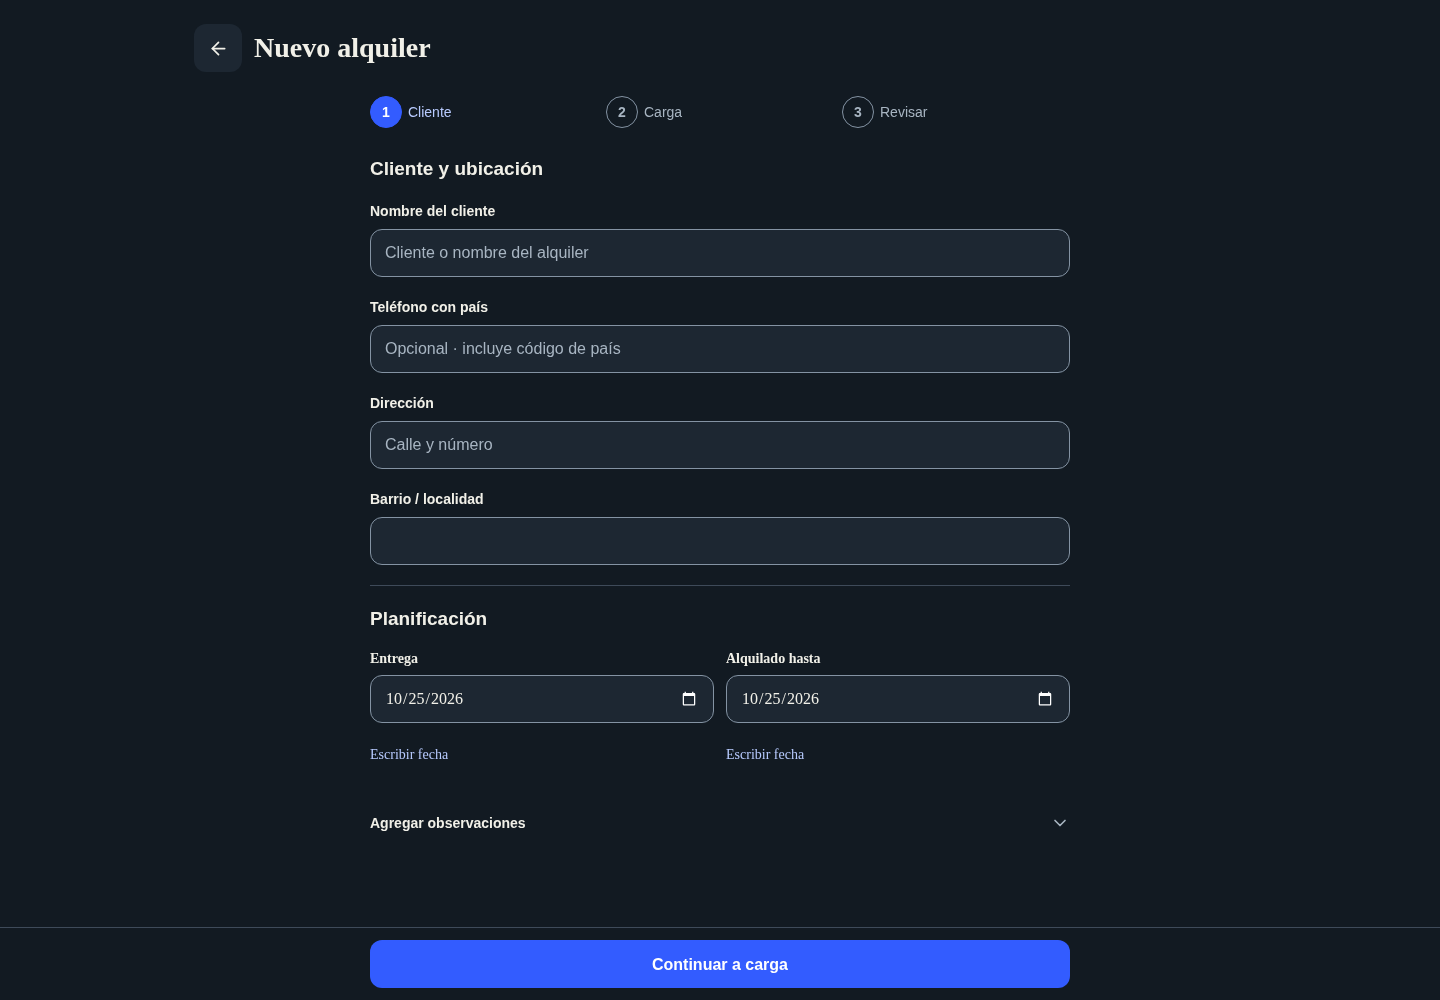 Nuevo alquiler
1 Cliente 2 Carga 3 Revisar
Cliente y ubicación
Nombre del cliente
Cliente o nombre del alquiler
Teléfono con país
Opcional · incluye código de país
Dirección
Calle y número
Barrio / localidad
Planificación
Entrega Alquilado hasta
10/25/2026 10/25/2026
Escribir fecha Escribir fecha
Agregar observaciones
Continuar a carga